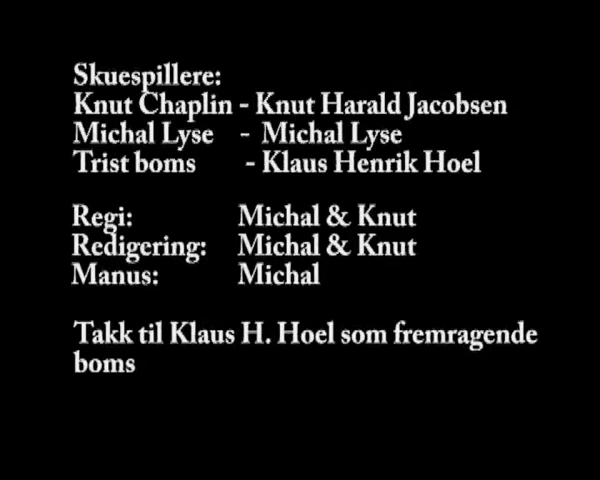 Skuespillere:
Knut Chaplin - Knut Harald Jacobsen
Michal Lyse - Michal Lyse
Trist boms - Klaus Henrik Hoel
Regi: Michal & Knut
Redigering: Michal & Knut
Manus: Michal
Takk til Klaus H. Hoel som fremragende
boms